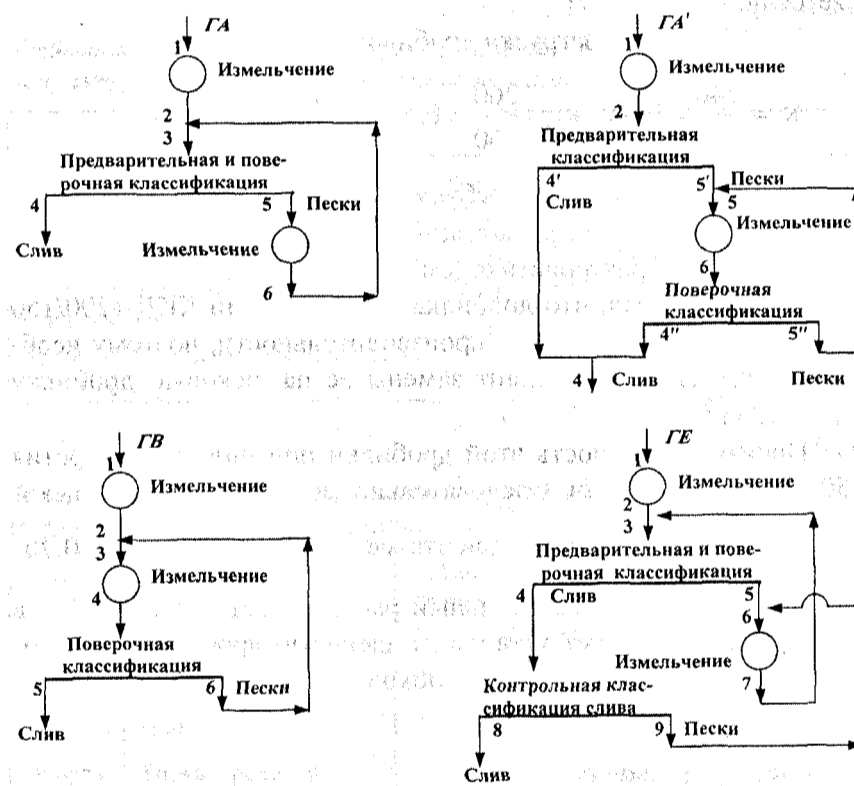 ГА
1
Измельчение
2
3
Предварительная и пове-
рочная классификация
4
5
Пески
Слив
Измельчение
6
ГА'
1
Измельчение
2
Предварительная
классификация
4'
5'
Пески
Слив
5
Измельчение
6
Поверочная
классификация
4''
5''
4
Слив
Пески
ГВ
1
Измельчение
2
3
Измельчение
4
Поверочная
классификация
5
6
Пески
Слив
ГЕ
1
Измельчение
2
3
Предварительная и пове-
рочная классификация
4
Слив
5
6
Измельчение
7
Контрольная клас-
сификация слива
8
9
Пески
Слив